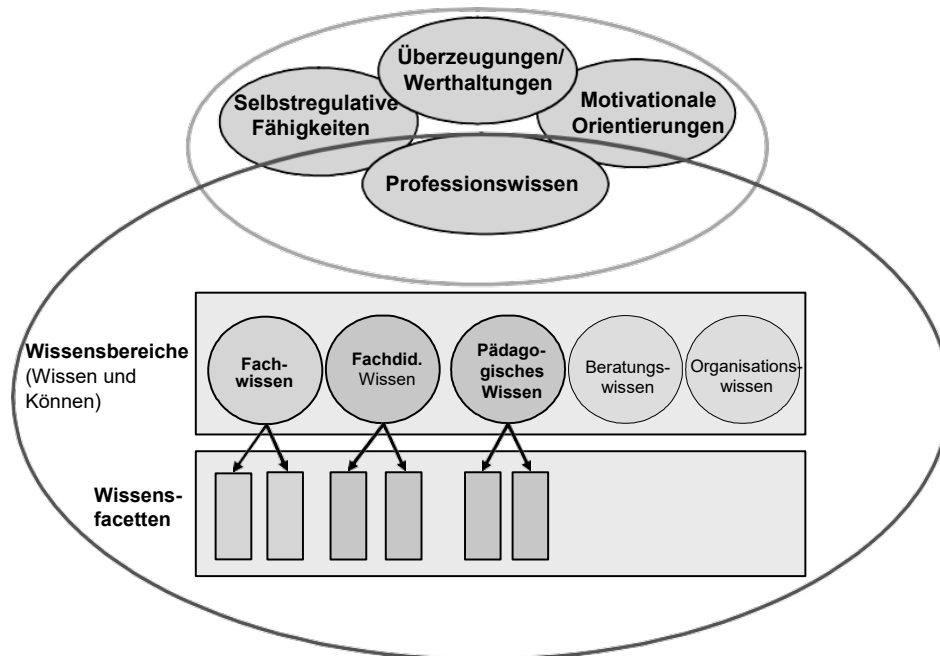 Überzeugungen/
Werthaltungen
Selbstregulative
Fähigkeiten
Motivationale
Orientierungen
Professionswissen
Wissensbereiche
(Wissen und
Können)
Fach-
wissen
Fachdid.
Wissen
Pädago-
gisches
Wissen
Beratungs-
wissen
Organisations-
wissen
Wissens-
facetten